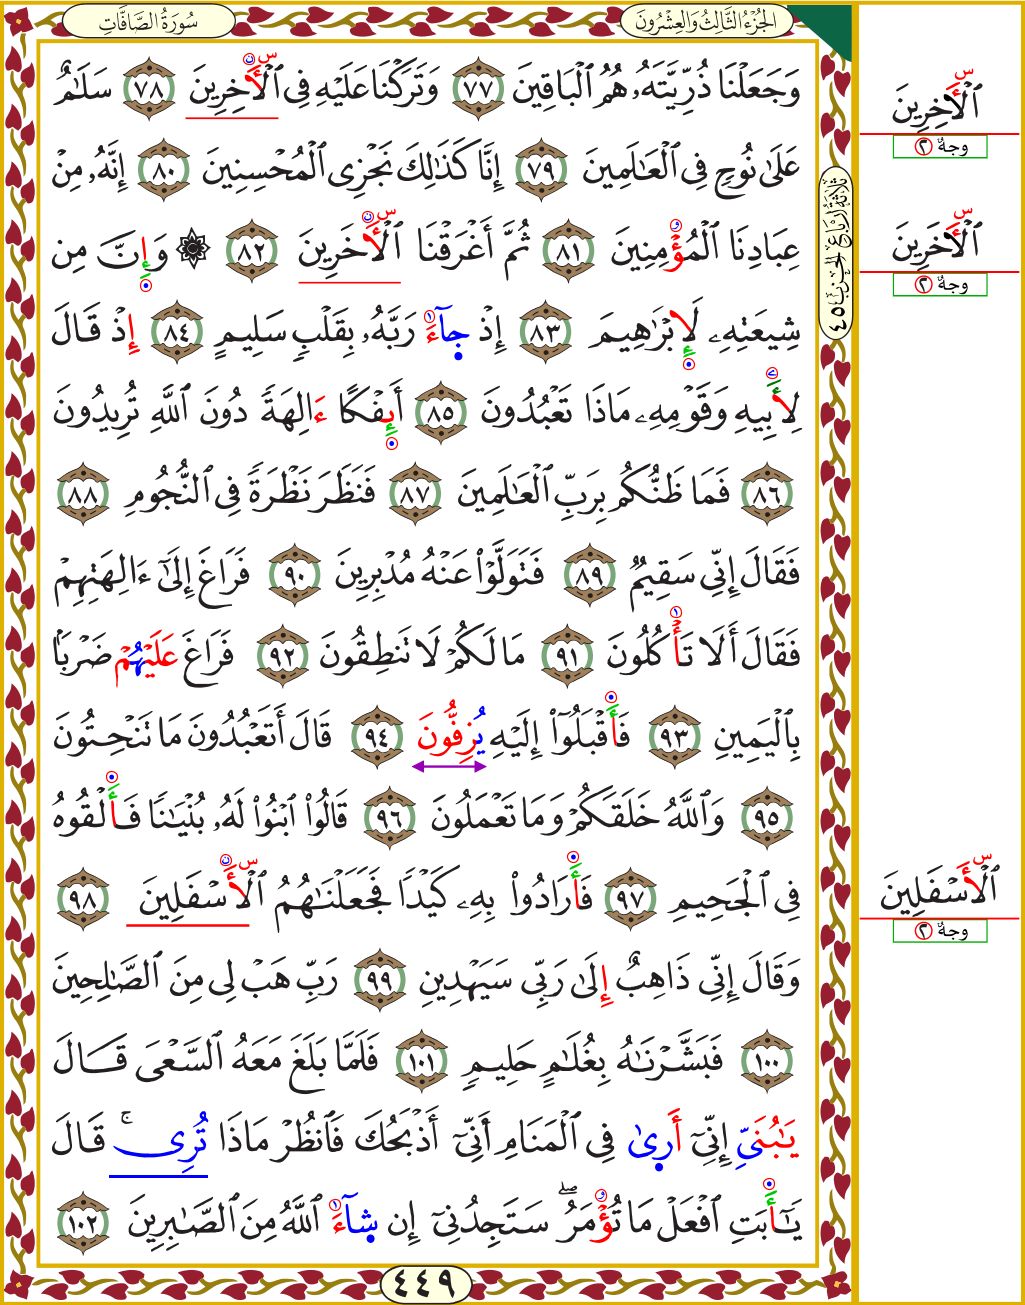 سُورَةُ الصَّافَّاتِ
الجُزْءُ الثَّالِثُ وَالعِشْرُونَ
وَجَعَلْنَا ذُرِّيَّتَهُۥ هُمُ ٱلْبَاقِينَ ٧٧ وَتَرَكْنَا عَلَيْهِ فِى ٱلْأَخِرِينَ ٧٨ سَلَٰمٌ
عَلَىٰ نُوحٍ فِى ٱلْعَٰلَمِينَ ٧٩ إِنَّا كَذَٰلِكَ نَجْزِى ٱلْمُحْسِنِينَ ٨٠ إِنَّهُۥ مِنْ
عِبَادِنَا ٱلْمُؤْمِنِينَ ٨١ ثُمَّ أَغْرَقْنَا ٱلْأَخَرِينَ ٨٢ ۞ وَإِنَّ مِن
شِيعَتِهِۦ لَإِبْرَٰهِيمَ ٨٣ إِذْ جِآءَ رَبَّهُۥ بِقَلْبٍ سَلِيمٍ ٨٤ إِذْ قَالَ
لِأَبِيهِ وَقَوْمِهِۦ مَاذَا تَعْبُدُونَ ٨٥ أَئِفْكًا ءَالِهَةً دُونَ ٱللَّهِ تُرِيدُونَ
٨٦ فَمَا ظَنُّكُم بِرَبِّ ٱلْعَٰلَمِينَ ٨٧ فَنَظَرَ نَظْرَةً فِى ٱلنُّجُومِ ٨٨
فَقَالَ إِنِّى سَقِيمٌ ٨٩ فَتَوَلَّوْا۟ عَنْهُ مُدْبِرِينَ ٩٠ فَرَاغَ إِلَىٰٓ ءَالِهَتِهِمْ
فَقَالَ أَلَا تَأْكُلُونَ ٩١ مَا لَكُمْ لَا تَنطِقُونَ ٩٢ فَرَاغَ عَلَيْهُمْ ضَرْبًۢا
بِٱلْيَمِينِ ٩٣ فَأَقْبَلُوٓا۟ إِلَيْهِ يُزِفُّونَ ٩٤ قَالَ أَتَعْبُدُونَ مَا تَنْحِتُونَ
٩٥ وَٱللَّهُ خَلَقَكُمْ وَمَا تَعْمَلُونَ ٩٦ قَالُوا۟ ٱبْنُوا۟ لَهُۥ بُنْيَٰنًا فَأَلْقُوهُ
فِى ٱلْجَحِيمِ ٩٧ فَأَرَادُوا۟ بِهِۦ كَيْدًا فَجَعَلْنَٰهُمُ ٱلْأَسْفَلِينَ ٩٨
وَقَالَ إِنِّى ذَاهِبٌ إِلَىٰ رَبِّى سَيَهْدِينِ ٩٩ رَبِّ هَبْ لِى مِنَ ٱلصَّٰلِحِينَ
١٠٠ فَبَشَّرْنَٰهُ بِغُلَٰمٍ حَلِيمٍ ١٠١ فَلَمَّا بَلَغَ مَعَهُ ٱلسَّعْىَ قَالَ
يَٰبُنَىِّ إِنِّىٓ أَرِىٰ فِى ٱلْمَنَامِ أَنِّىٓ أَذْبَحُكَ فَٱنظُرْ مَاذَا تُرِى ۚ قَالَ
يَٰٓأَبَتِ ٱفْعَلْ مَا تُؤْمَرُ ۖ سَتَجِدُنِىٓ إِن شِآءَ ٱللَّهُ مِنَ ٱلصَّٰبِرِينَ ١٠٢
٤٤٩
ثلاثة أرباع الحزب ٤٥
س
ٱلْأَخِرِينَ
وجهٌ ٢
س
ٱلْأَخَرِينَ
وجهٌ ٢
س
ٱلْأَسْفَلِينَ
وجهٌ ٢